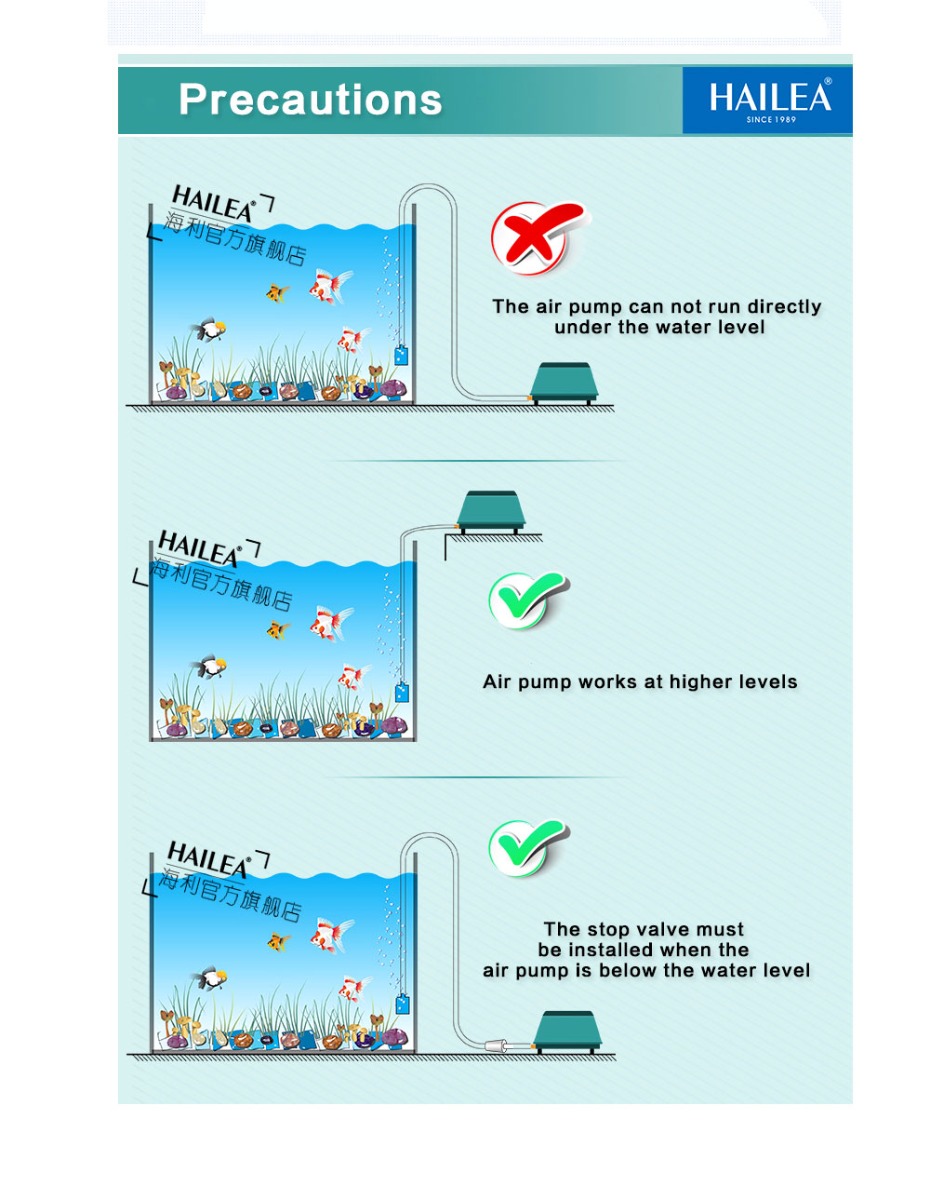 Precautions
HAILEA®
SINCE 1989
HAILEA®
海利官方旗舰店
The air pump can not run directly
under the water level
HAILEA®
海利官方旗舰店
Air pump works at higher levels
HAILEA®
海利官方旗舰店
The stop valve must
be installed when the
air pump is below the water level